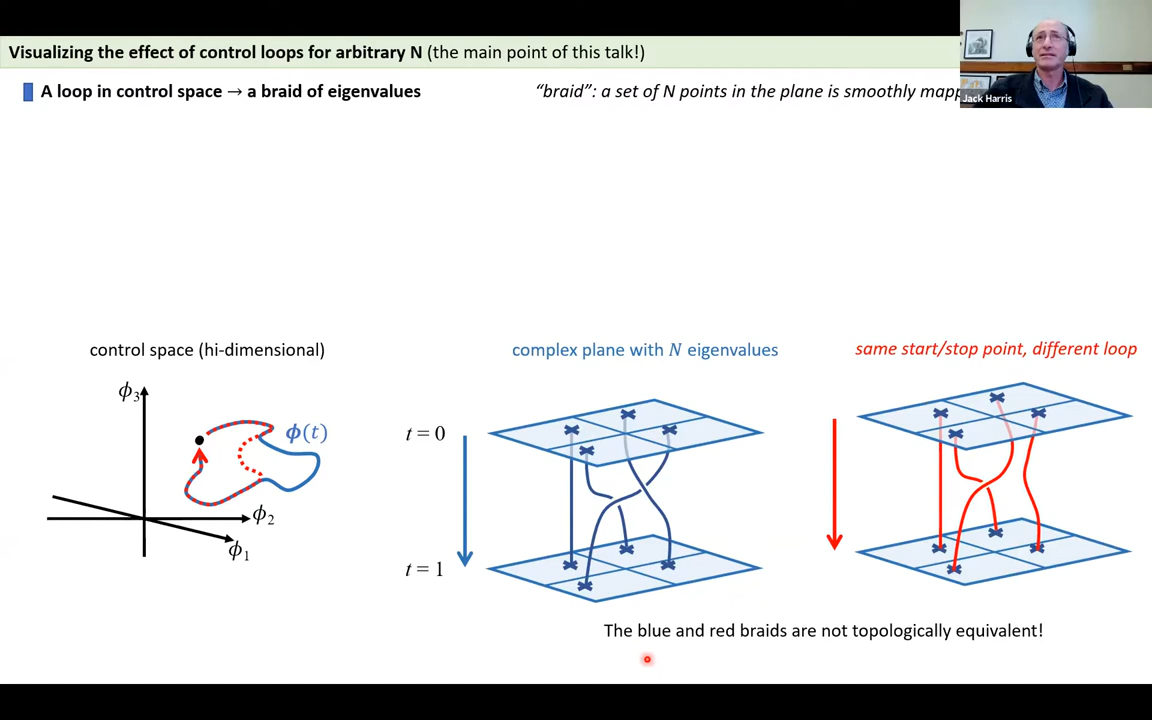 Visualizing the effect of control loops for arbitrary N (the main point of this talk!)
A loop in control space → a braid of eigenvalues
“braid”: a set of N points in the plane is smoothly
Jack Harris
control space (hi-dimensional)
complex plane with N eigenvalues
same start/stop point, different loop
ϕ3
ϕ(t)
t = 0
ϕ2
ϕ1
t = 1
The blue and red braids are not topologically equivalent!